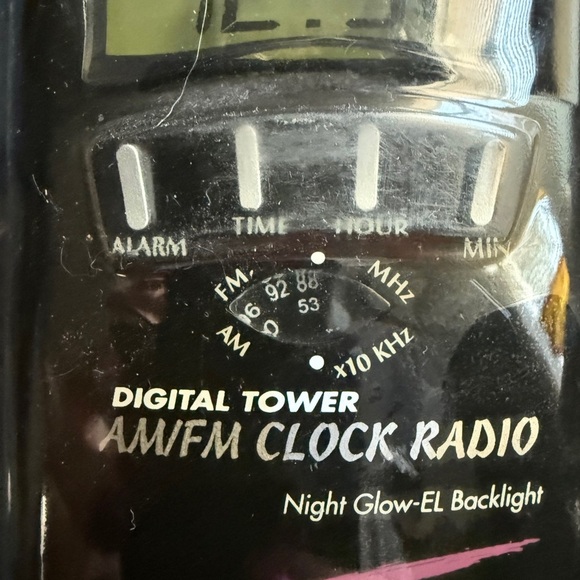 ALARM TIME HOUR MIN
FM MHz
96 92 88
53
AM x10 KHz
DIGITAL TOWER
AM/FM CLOCK RADIO
Night Glow-EL Backlight